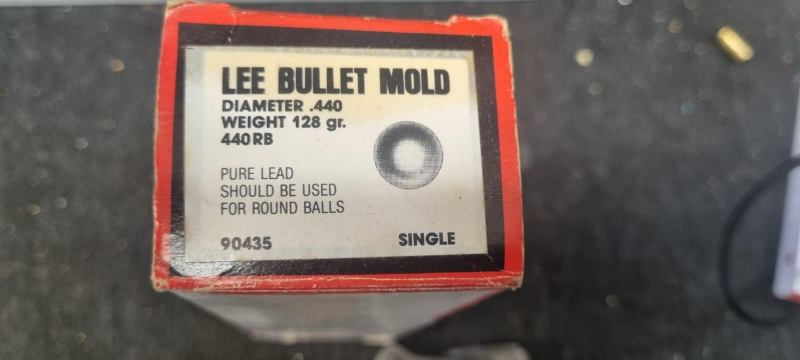 LEE BULLET MOLD
DIAMETER .440
WEIGHT 128 gr.
440RB
PURE LEAD
SHOULD BE USED
FOR ROUND BALLS
90435
SINGLE